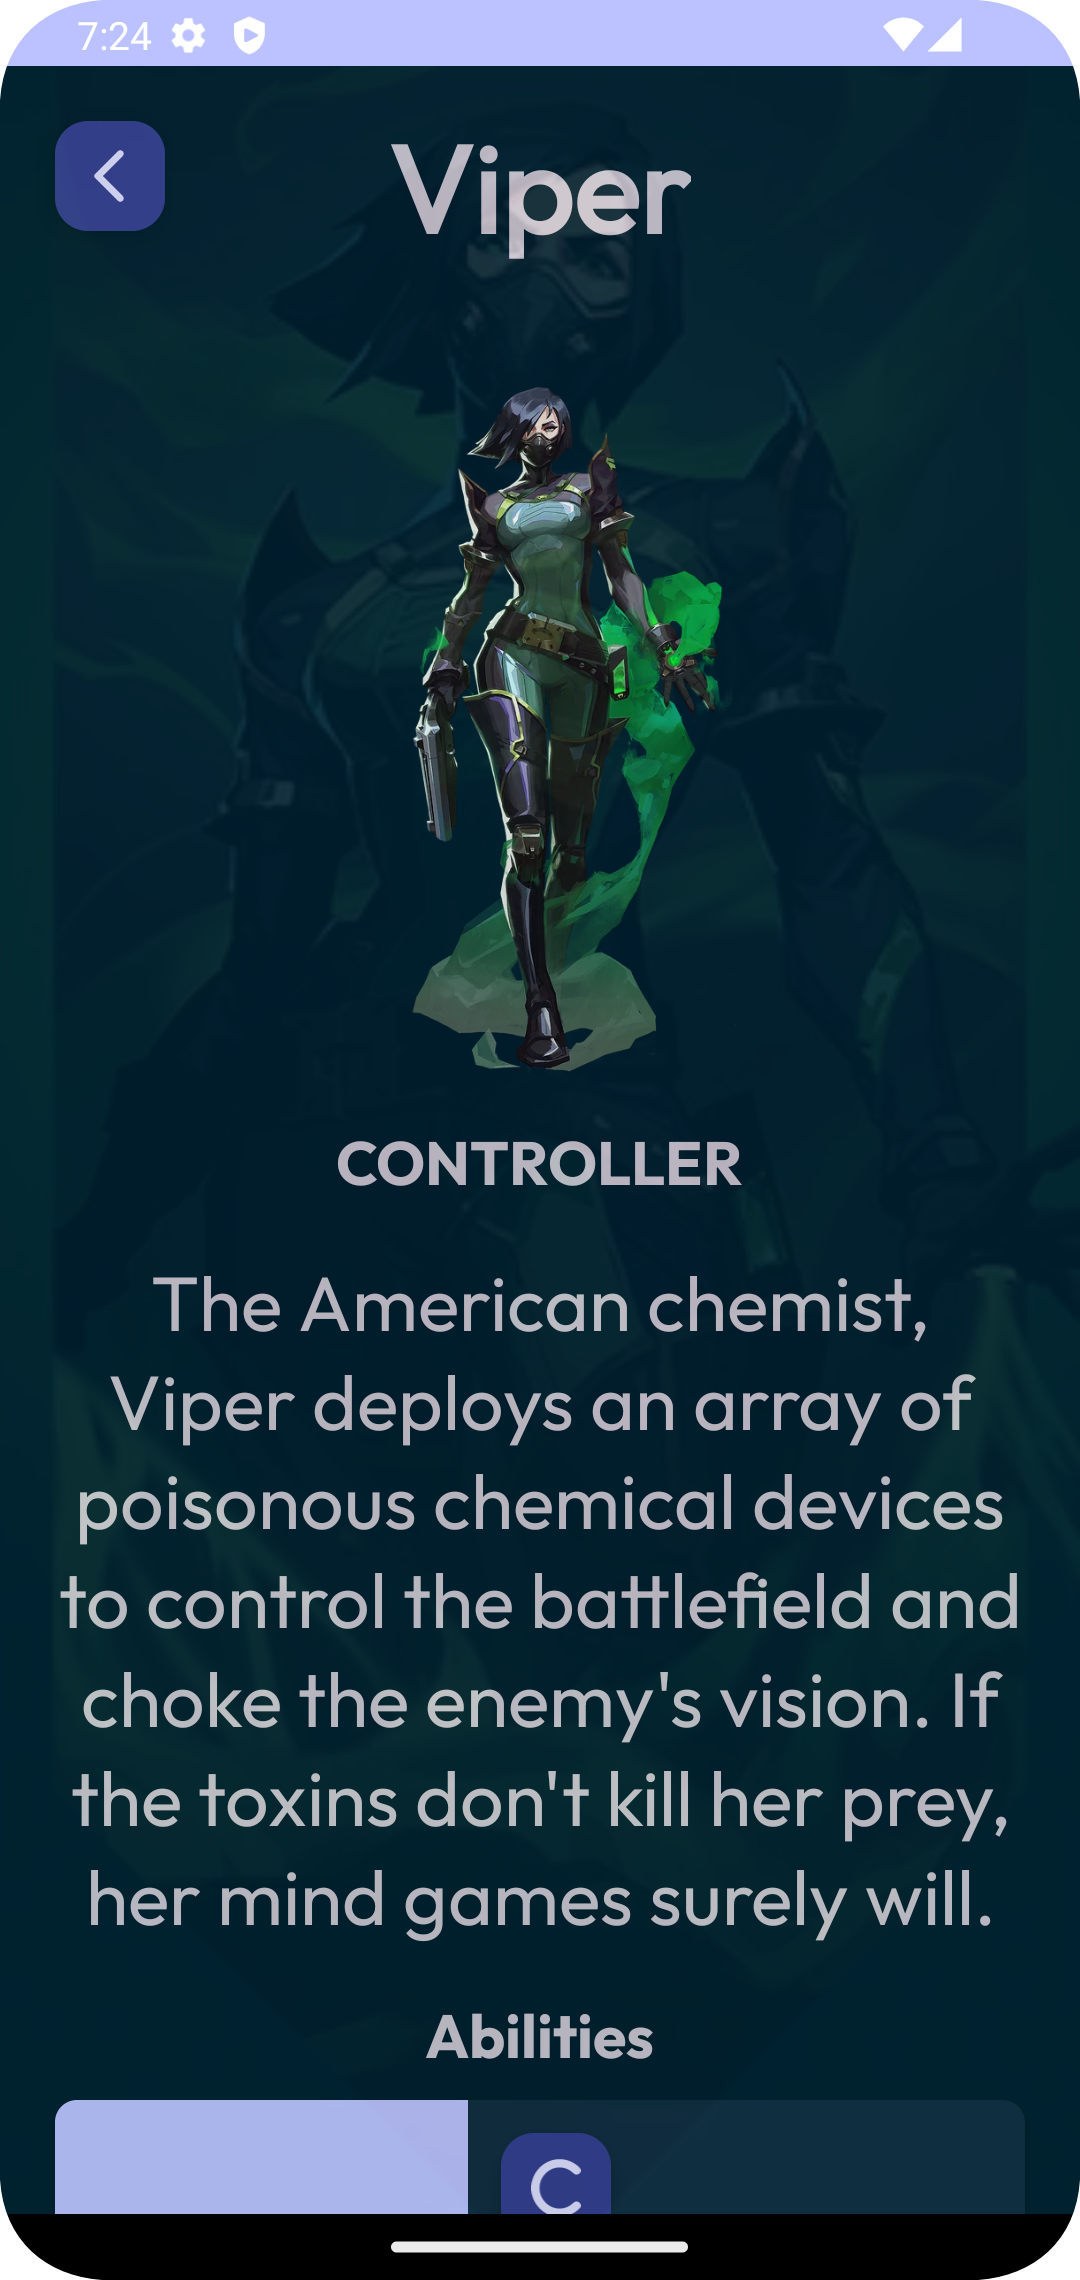 7:24
Viper
CONTROLLER
The American chemist,
Viper deploys an array of
poisonous chemical devices
to control the battlefield and
choke the enemy's vision. If
the toxins don't kill her prey,
her mind games surely will.
Abilities
C